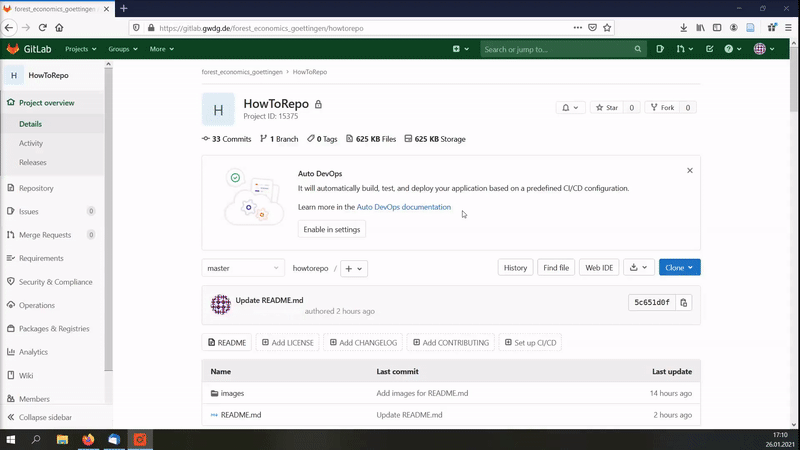 forest_economics_goettingen
https://gitlab.gwdg.de/forest_economics_goettingen/howtorepo
GitLab Projects Groups More Search or jump to...
H HowToRepo
Project overview
Details
Activity
Releases
Repository
Issues 0
Merge Requests 0
Requirements
Security & Compliance
Operations
Packages & Registries
Analytics
Wiki
Members
Collapse sidebar
forest_economics_goettingen > HowToRepo
H HowToRepo
Project ID: 15375
Star 0 Fork 0
33 Commits 1 Branch 0 Tags 625 KB Files 625 KB Storage
Auto DevOps
It will automatically build, test, and deploy your application based on a predefined CI/CD configuration.
Learn more in the Auto DevOps documentation
Enable in settings
master howtorepo / + History Find file Web IDE Clone
Update README.md
authored 2 hours ago
5c651d0f
README Add LICENSE Add CHANGELOG Add CONTRIBUTING Set up CI/CD
Name Last commit Last update
images Add images for README.md 14 hours ago
README.md Update README.md 2 hours ago
17:10
26.01.2021